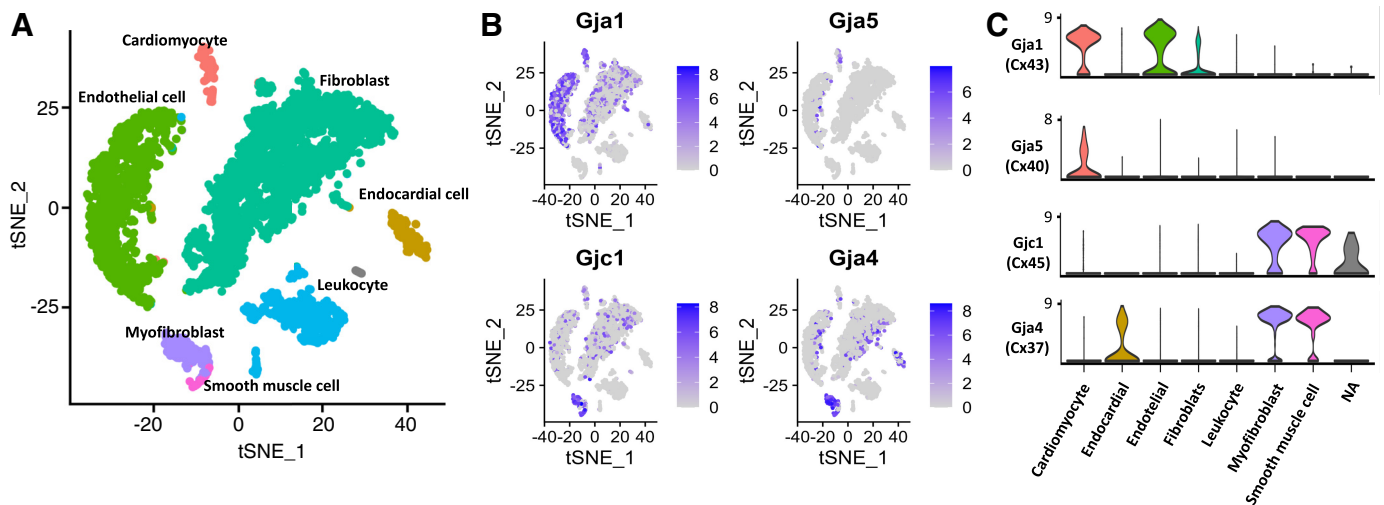 A
Cardiomyocyte
Fibroblast
Endothelial cell
Endocardial cell
Leukocyte
Myofibroblast
Smooth muscle cell
25
0
-25
tSNE_2
-20
0
20
40
tSNE_1
B
Gja1
25
0
-25
tSNE_2
-40
-20
0
20
40
tSNE_1
8
6
4
2
0
Gja5
25
0
-25
tSNE_2
-40
-20
0
20
40
tSNE_1
6
4
2
0
Gjc1
25
0
-25
tSNE_2
-40
-20
0
20
40
tSNE_1
8
6
4
2
0
Gja4
25
0
-25
tSNE_2
-40
-20
0
20
40
tSNE_1
8
6
4
2
0
C
9
Gja1
(Cx43)
8
Gja5
(Cx40)
9
Gjc1
(Cx45)
9
Gja4
(Cx37)
Cardiomyocyte
Endocardial
Endotelial
Fibroblats
Leukocyte
Myofibroblast
Smooth muscle cell
NA